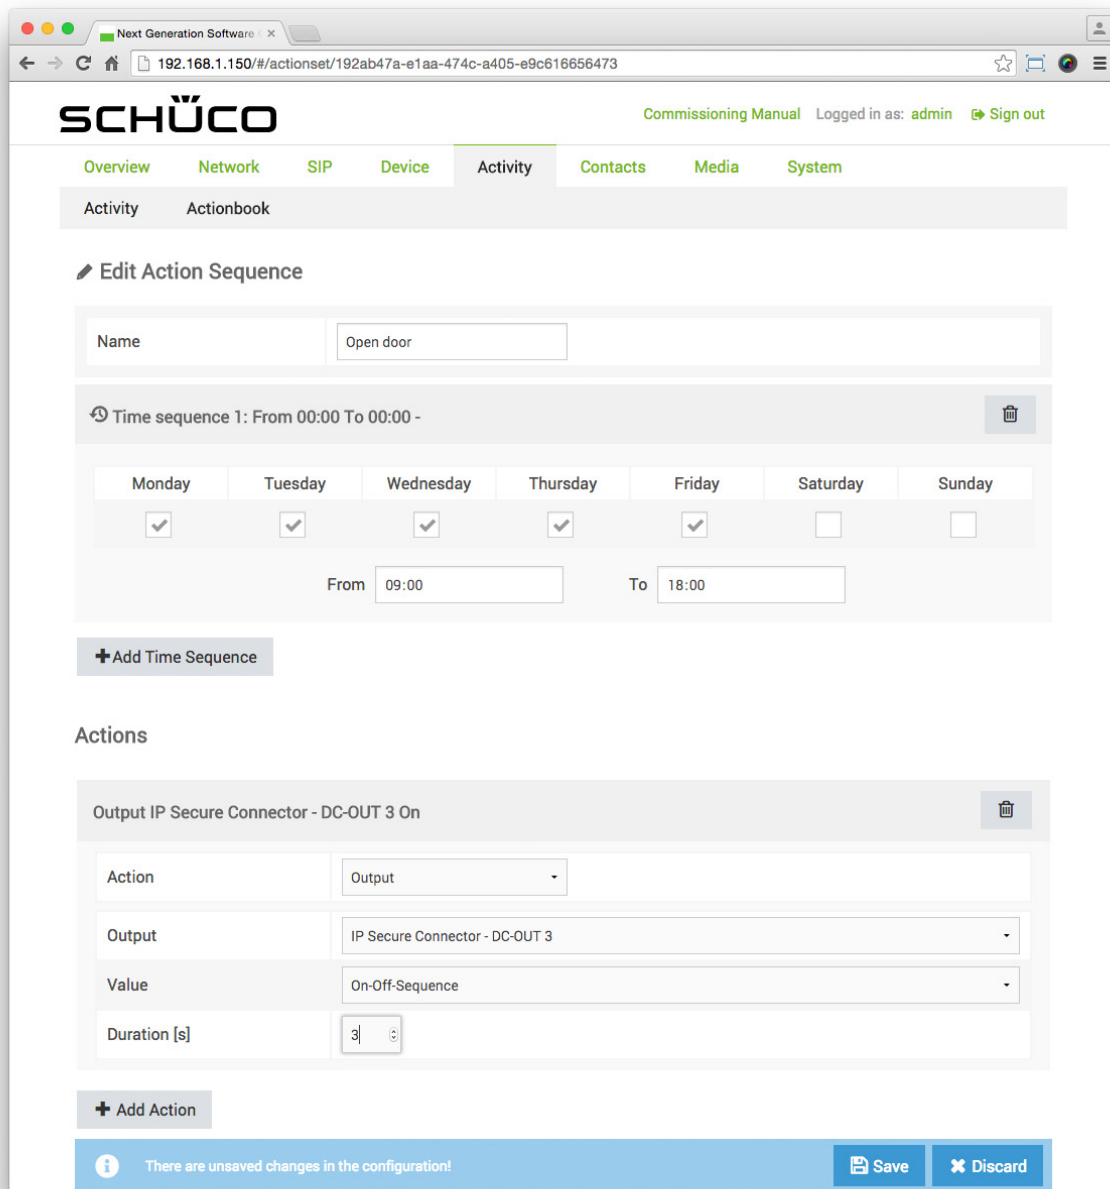 Next Generation Software
192.168.1.150/#/actionset/192ab47a-e1aa-474c-a405-e9c616656473
SCHÜCO
Commissioning Manual Logged in as: admin Sign out
Overview Network SIP Device Activity Contacts Media System
Activity Actionbook
Edit Action Sequence
Name Open door
Time sequence 1: From 00:00 To 00:00 -
Monday Tuesday Wednesday Thursday Friday Saturday Sunday
From 09:00 To 18:00
+Add Time Sequence
Actions
Output IP Secure Connector - DC-OUT 3 On
Action Output
Output IP Secure Connector - DC-OUT 3
Value On-Off-Sequence
Duration [s] 3
+ Add Action
There are unsaved changes in the configuration! Save Discard